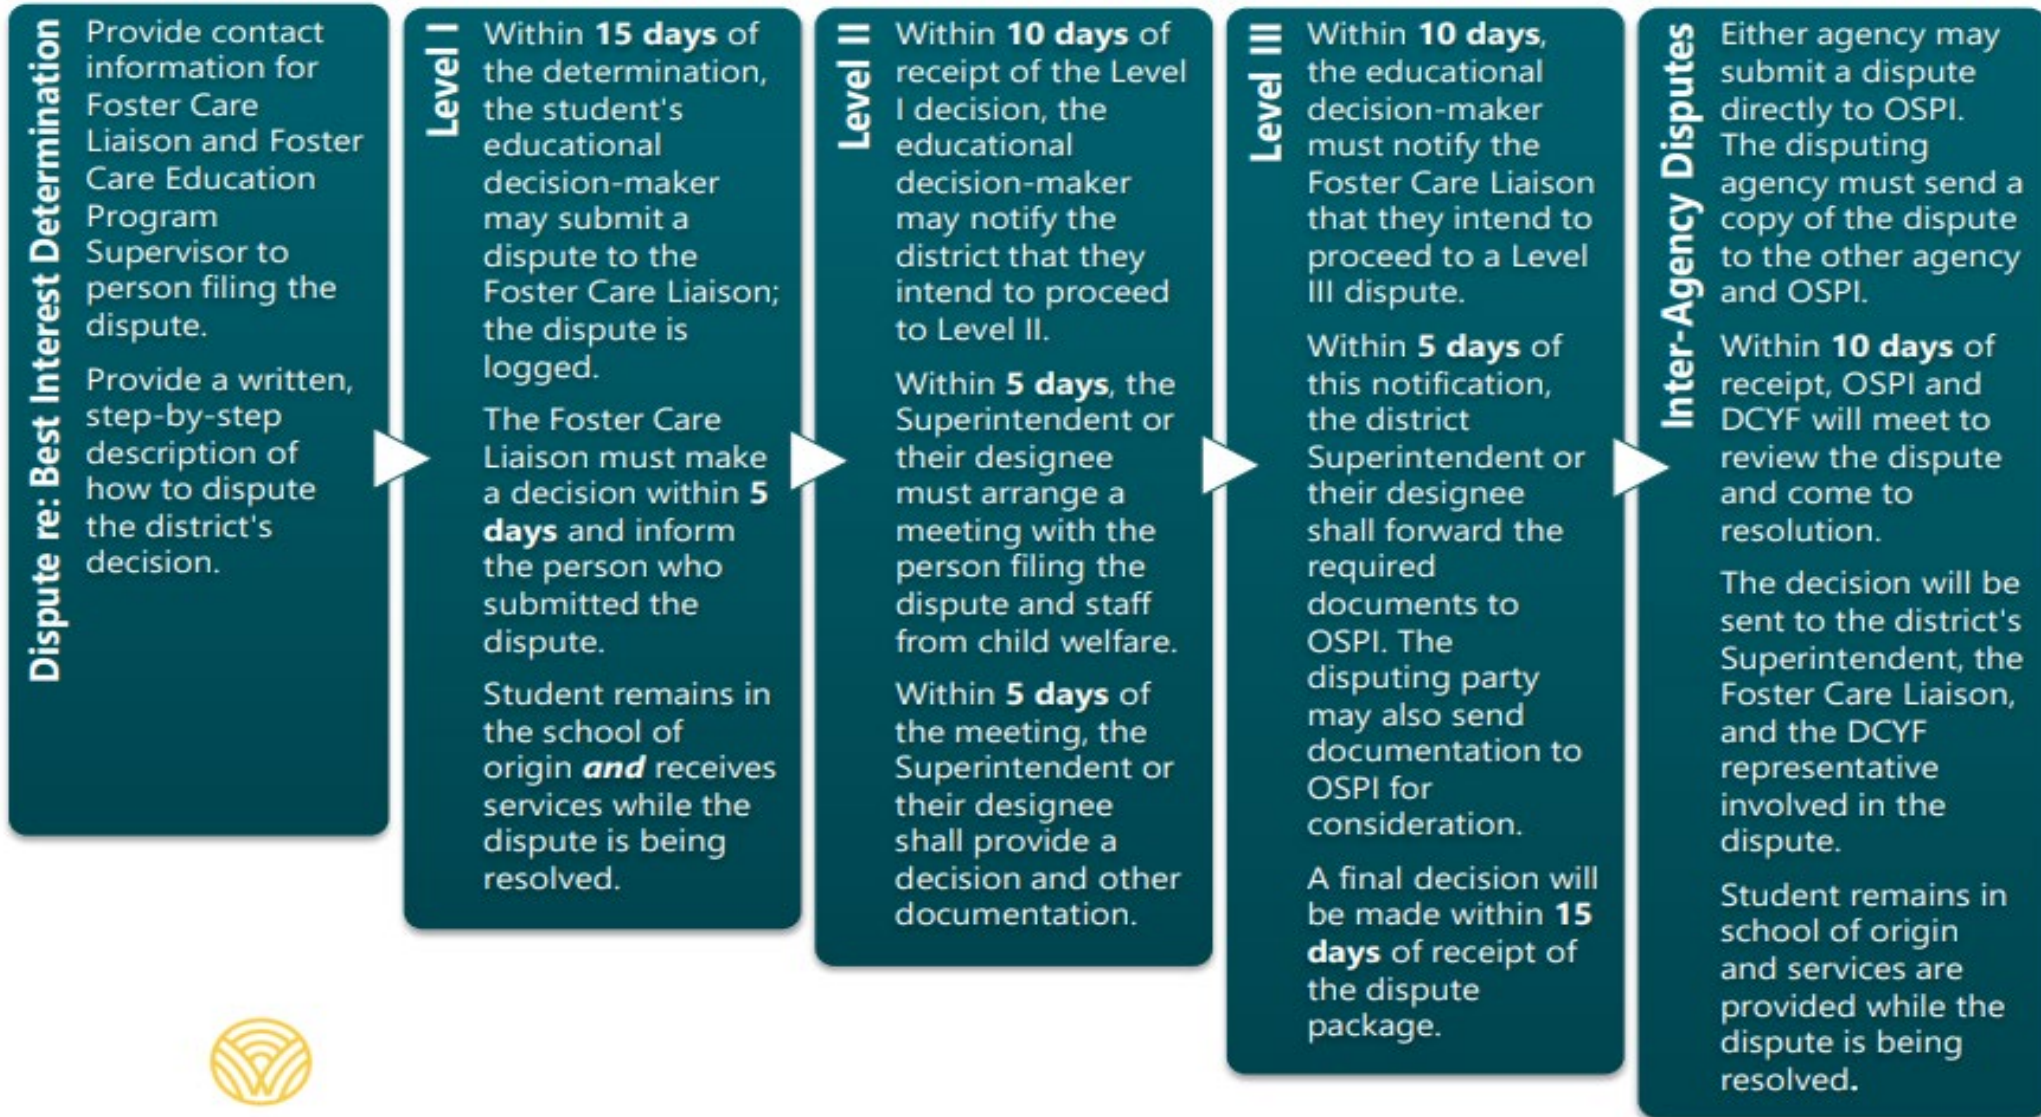 Dispute re: Best Interest Determination
Provide contact
information for
Foster Care
Liaison and Foster
Care Education
Program
Supervisor to
person filing the
dispute.
Provide a written,
step-by-step
description of
how to dispute
the district's
decision.
Level I
Within 15 days of
the determination,
the student's
educational
decision-maker
may submit a
dispute to the
Foster Care Liaison;
the dispute is
logged.
The Foster Care
Liaison must make
a decision within 5
days and inform
the person who
submitted the
dispute.
Student remains in
the school of
origin and receives
services while the
dispute is being
resolved.
Level II
Within 10 days of
receipt of the Level
I decision, the
educational
decision-maker
may notify the
district that they
intend to proceed
to Level II.
Within 5 days, the
Superintendent or
their designee
must arrange a
meeting with the
person filing the
dispute and staff
from child welfare.
Within 5 days of
the meeting, the
Superintendent or
their designee
shall provide a
decision and other
documentation.
Level III
Within 10 days,
the educational
decision-maker
must notify the
Foster Care Liaison
that they intend to
proceed to a Level
III dispute.
Within 5 days of
this notification,
the district
Superintendent or
their designee
shall forward the
required
documents to
OSPI. The
disputing party
may also send
documentation to
OSPI for
consideration.
A final decision will
be made within 15
days of receipt of
the dispute
package.
Inter-Agency Disputes
Either agency may
submit a dispute
directly to OSPI.
The disputing
agency must send a
copy of the dispute
to the other agency
and OSPI.
Within 10 days of
receipt, OSPI and
DCYF will meet to
review the dispute
and come to
resolution.
The decision will be
sent to the district's
Superintendent, the
Foster Care Liaison,
and the DCYF
representative
involved in the
dispute.
Student remains in
school of origin
and services are
provided while the
dispute is being
resolved.